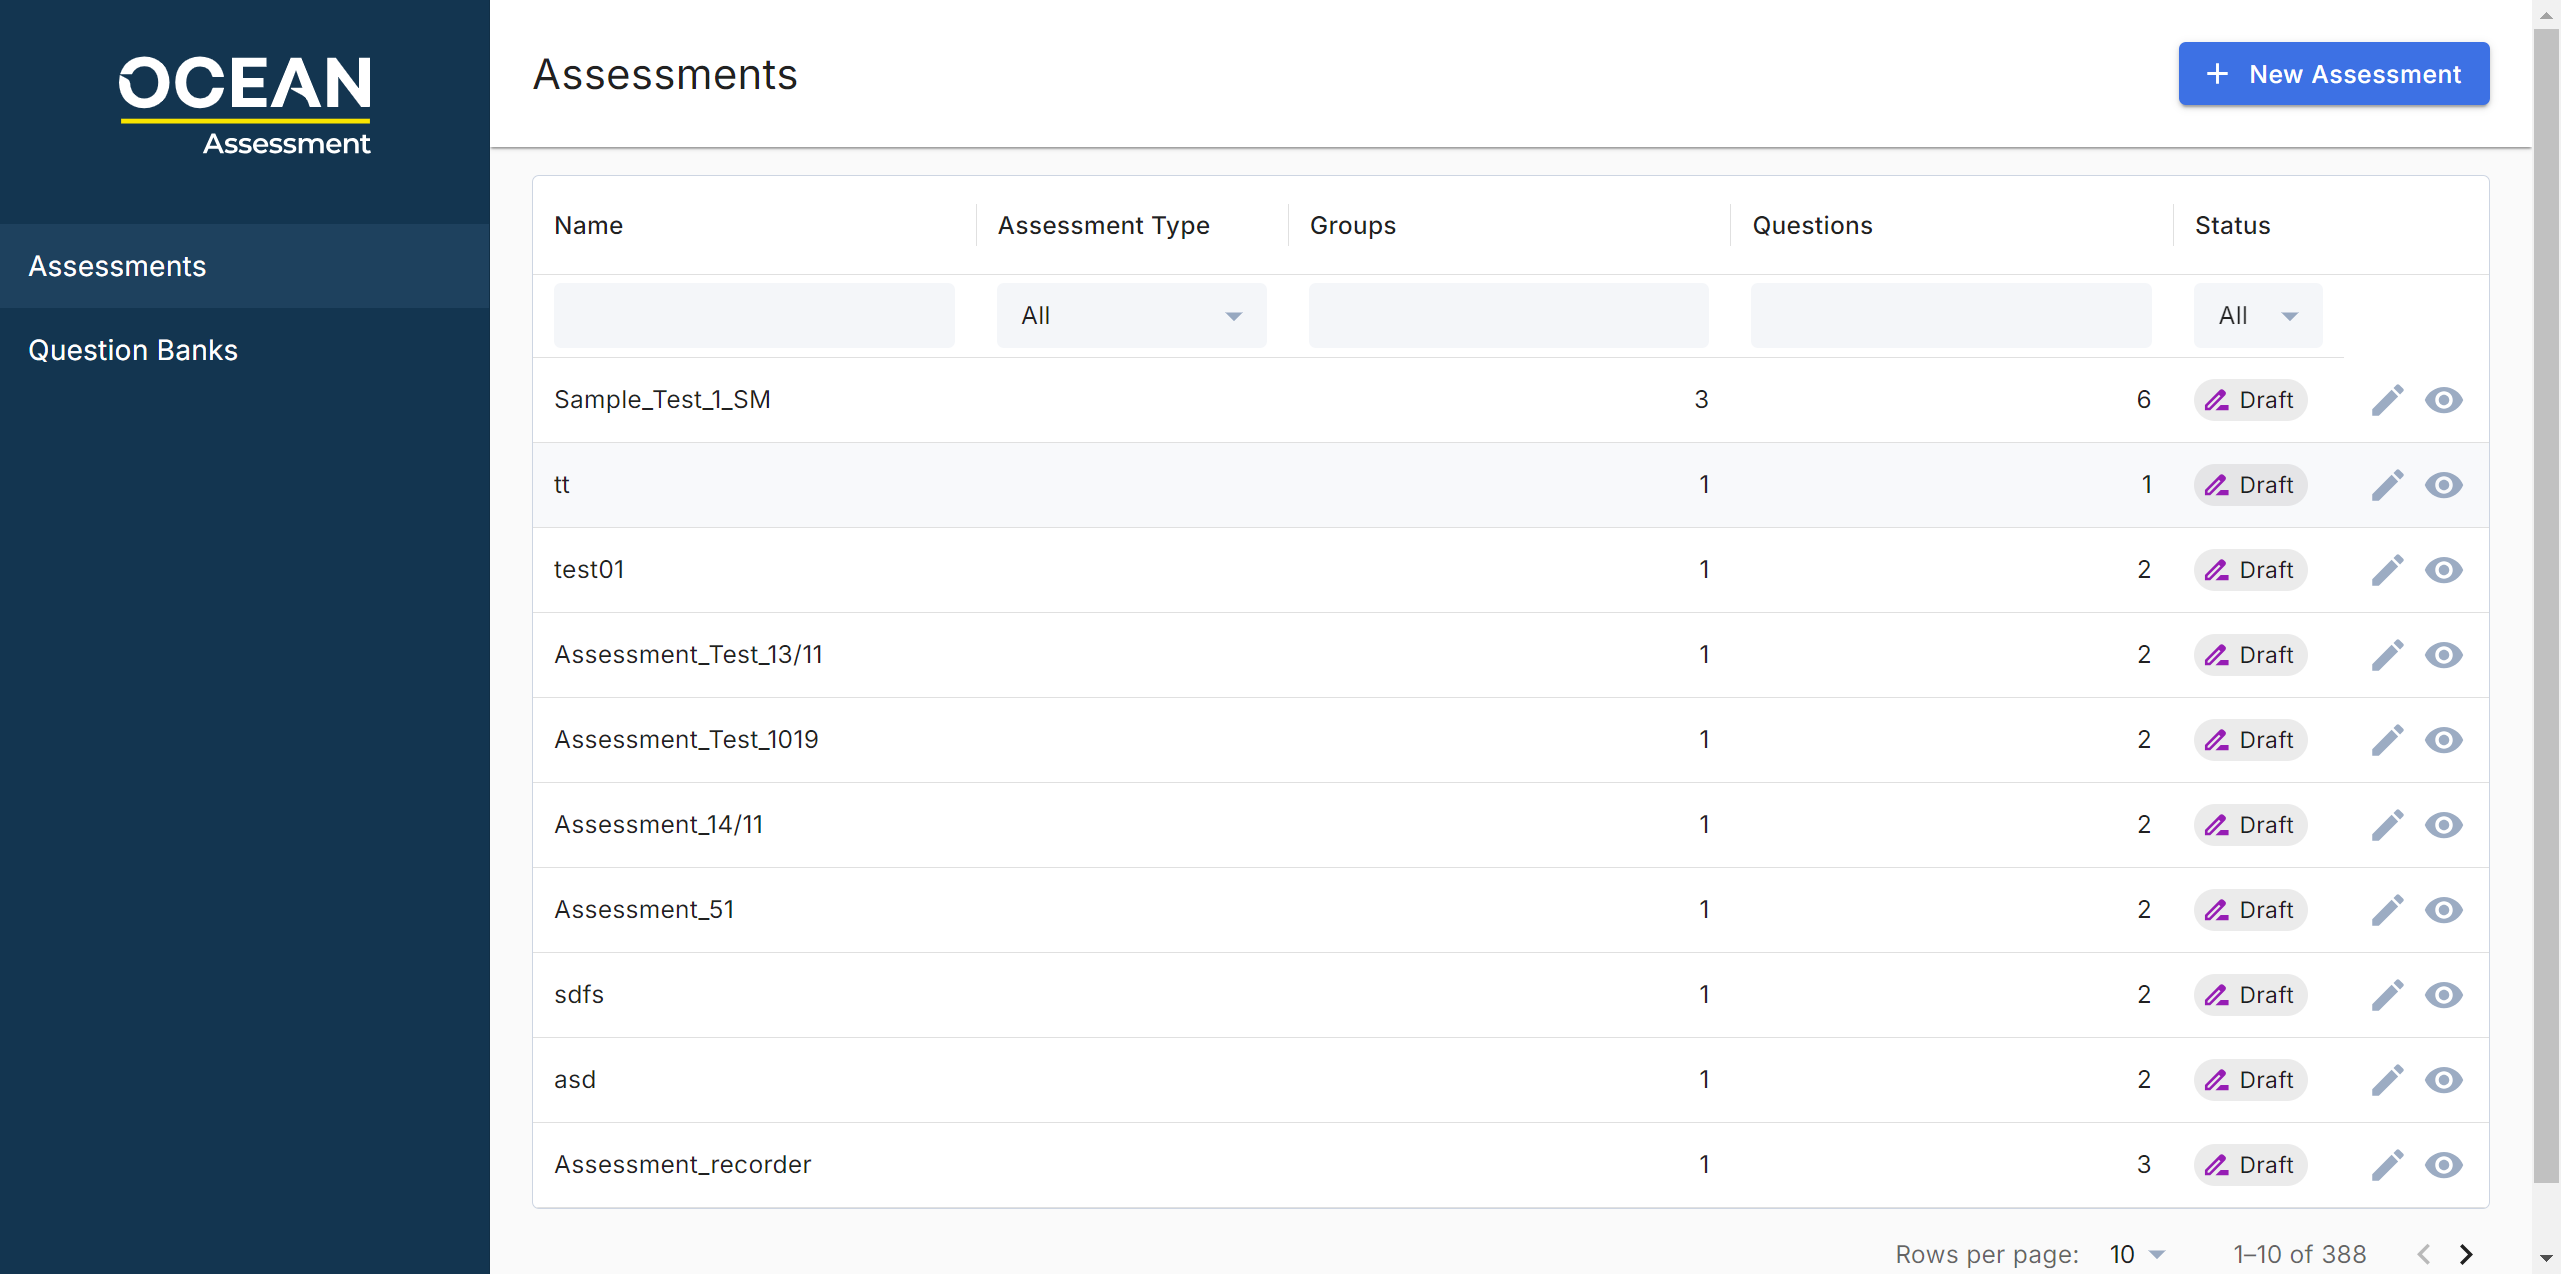 OCEAN
Assessment
Assessments
Question Banks
Assessments
+ New Assessment
Name Assessment Type Groups Questions Status
All All
Sample_Test_1_SM 3 6 Draft
tt 1 1 Draft
test01 1 2 Draft
Assessment_Test_13/11 1 2 Draft
Assessment_Test_1019 1 2 Draft
Assessment_14/11 1 2 Draft
Assessment_51 1 2 Draft
sdfs 1 2 Draft
asd 1 2 Draft
Assessment_recorder 1 3 Draft
Rows per page: 10 1–10 of 388